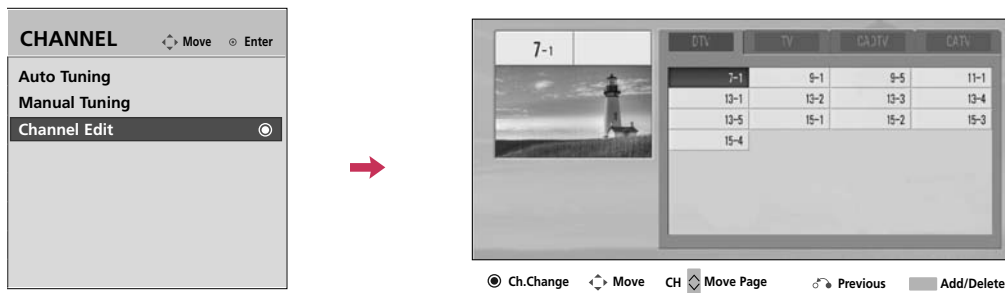 CHANNEL Move Enter
Auto Tuning
Manual Tuning
Channel Edit
7-1
DTV TV CADTV CATV
7-1 9-1 9-5 11-1
13-1 13-2 13-3 13-4
13-5 15-1 15-2 15-3
15-4
Ch.Change Move CH Move Page Previous Add/Delete